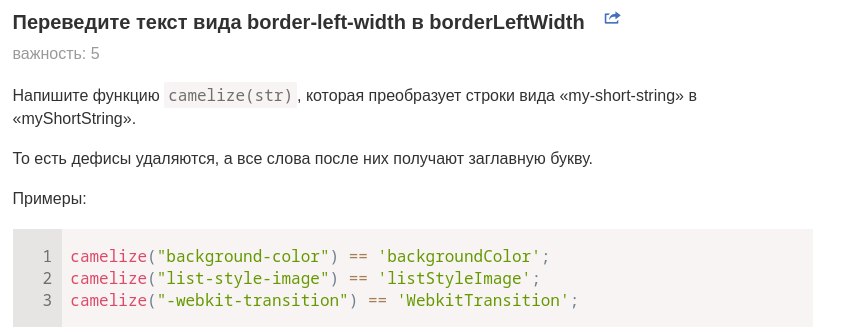 Переведите текст вида border-left-width в borderLeftWidth
важность: 5
Напишите функцию camelize(str), которая преобразует строки вида «my-short-string» в
«myShortString».
То есть дефисы удаляются, а все слова после них получают заглавную букву.
Примеры:
1 camelize("background-color") == 'backgroundColor';
2 camelize("list-style-image") == 'listStyleImage';
3 camelize("-webkit-transition") == 'WebkitTransition';